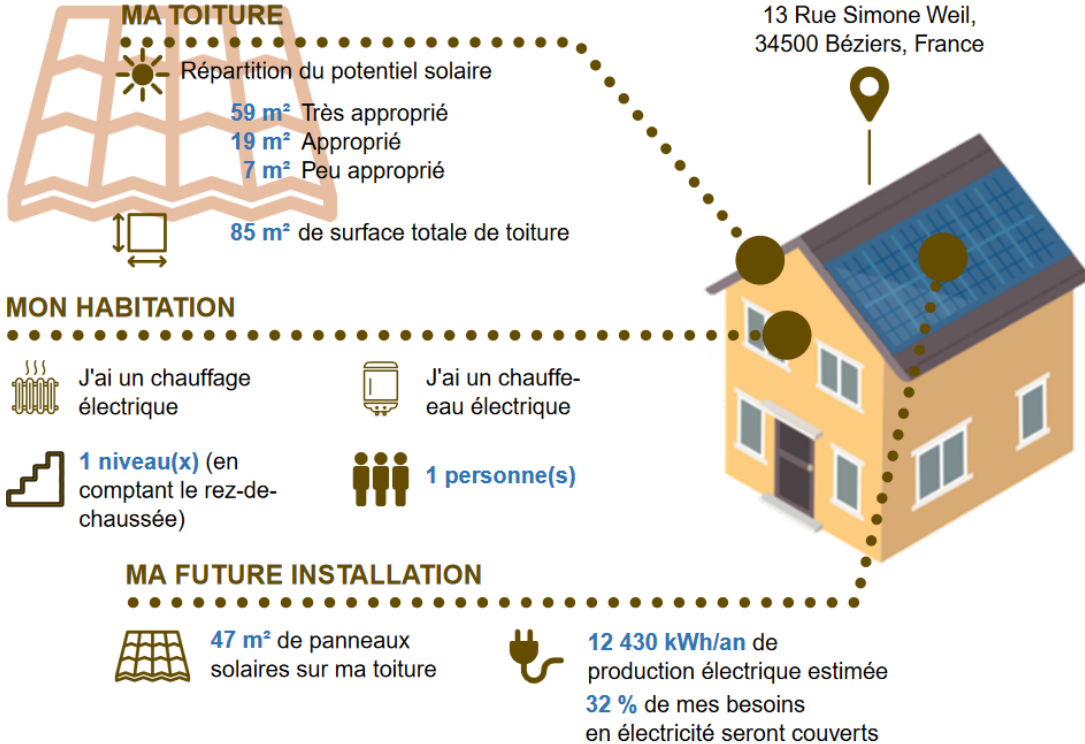 MA TOITURE
13 Rue Simone Weil,
34500 Béziers, France
Répartition du potentiel solaire
59 m² Très approprié
19 m² Approprié
7 m² Peu approprié
85 m² de surface totale de toiture
MON HABITATION
J'ai un chauffage
électrique
J'ai un chauffe-
eau électrique
1 niveau(x) (en
comptant le rez-de-
chaussée)
1 personne(s)
MA FUTURE INSTALLATION
47 m² de panneaux
solaires sur ma toiture
12 430 kWh/an de
production électrique estimée
32 % de mes besoins
en électricité seront couverts